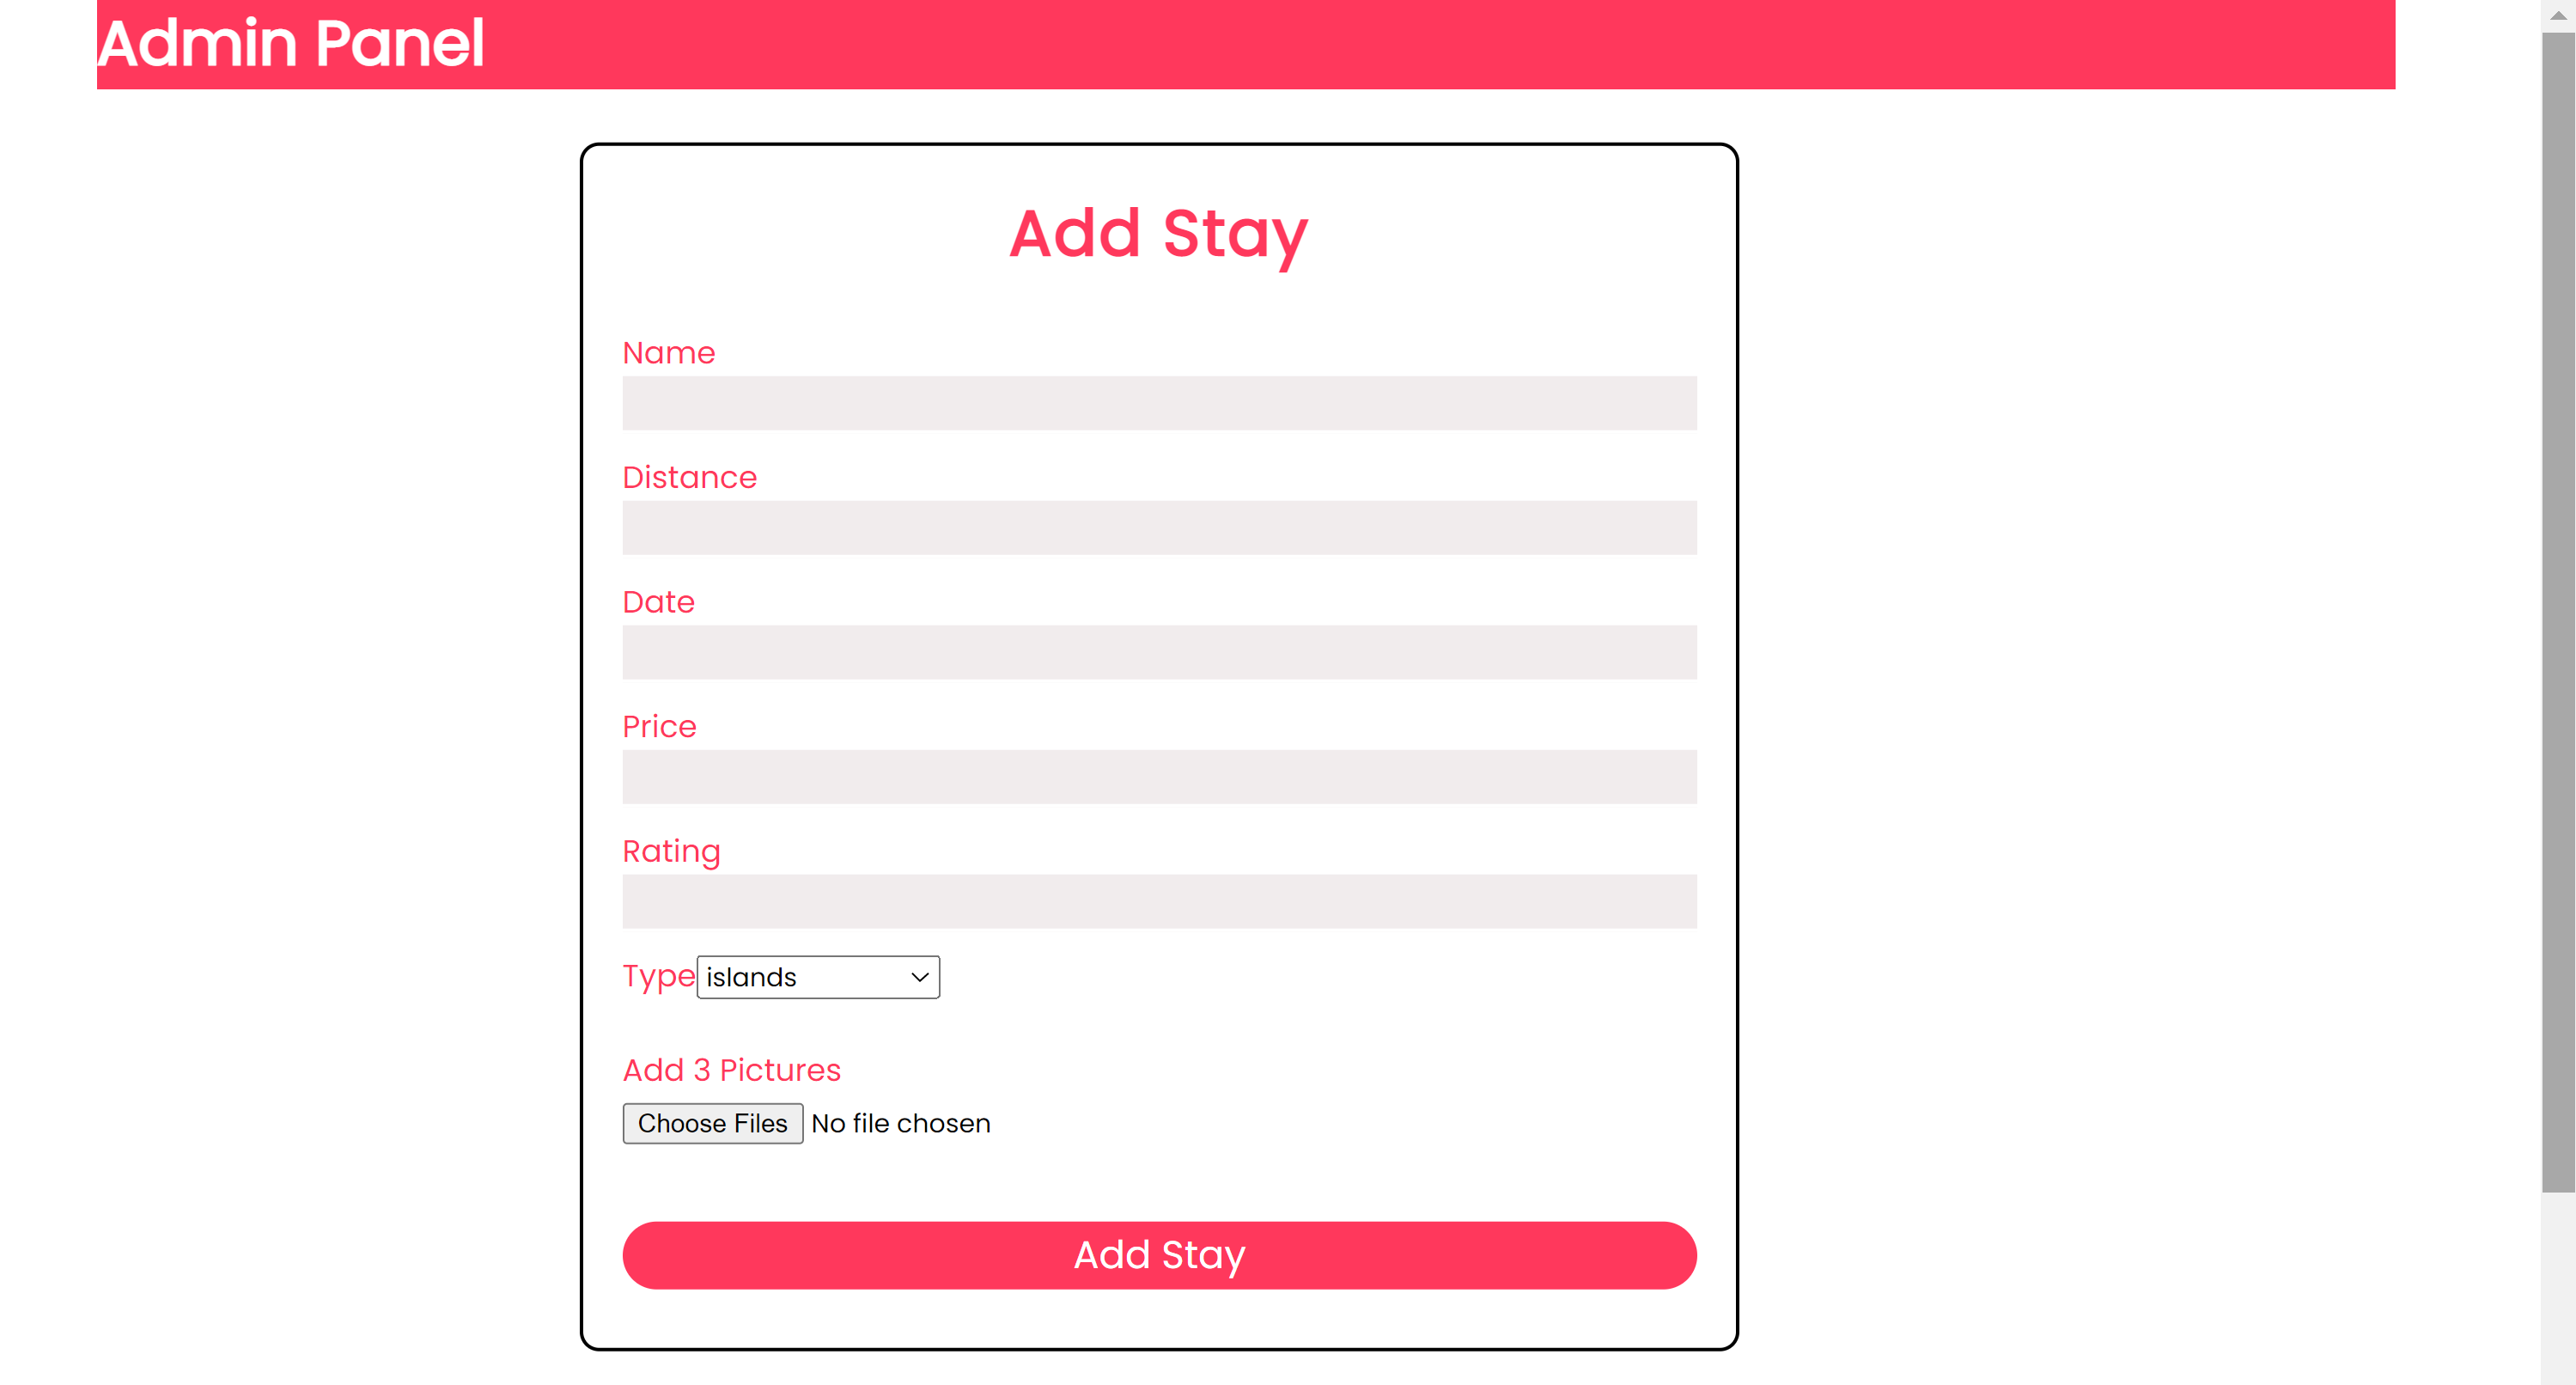 Admin Panel
Add Stay
Name
Distance
Date
Price
Rating
Type islands
Add 3 Pictures
Choose Files No file chosen
Add Stay